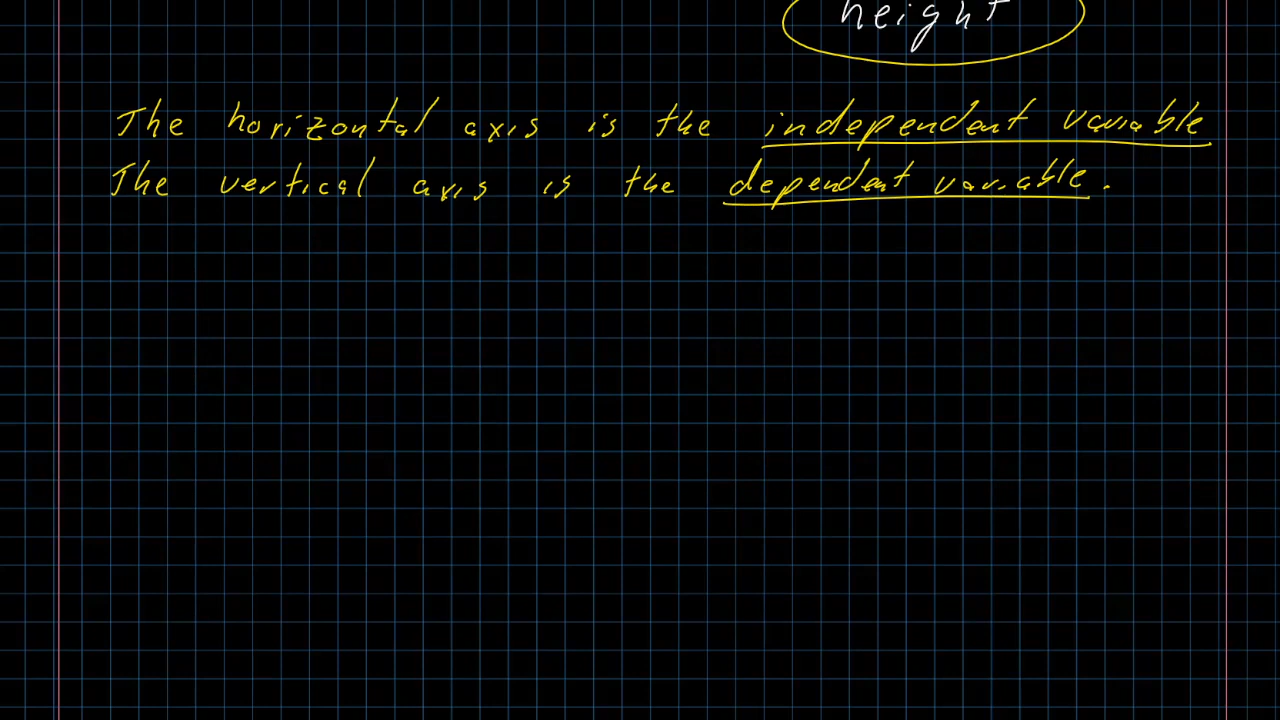 height
The horizontal axis is the independent variable
The vertical axis is the dependent variable.